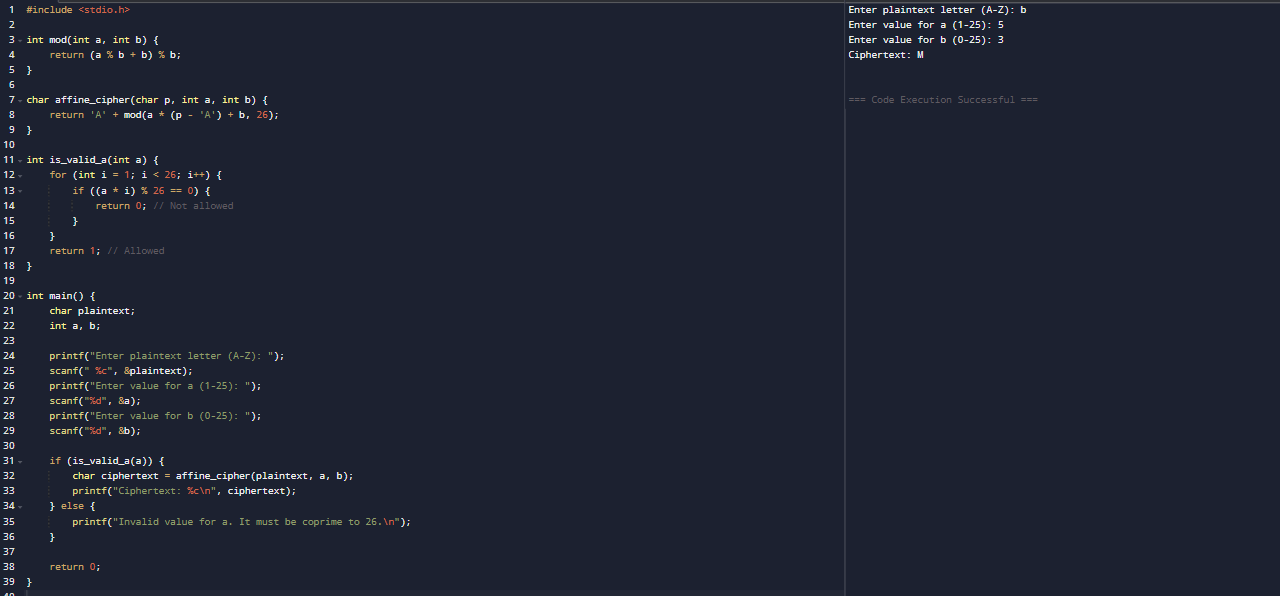 1 #include <stdio.h>
2
3 int mod(int a, int b) {
4     return (a % b + b) % b;
5 }
6
7 char affine_cipher(char p, int a, int b) {
8     return 'A' + mod(a * (p - 'A') + b, 26);
9 }
10
11 int is_valid_a(int a) {
12     for (int i = 1; i < 26; i++) {
13         if ((a * i) % 26 == 0) {
14             return 0; // Not allowed
15         }
16     }
17     return 1; // Allowed
18 }
19
20 int main() {
21     char plaintext;
22     int a, b;
23
24     printf("Enter plaintext letter (A-Z): ");
25     scanf(" %c", &plaintext);
26     printf("Enter value for a (1-25): ");
27     scanf("%d", &a);
28     printf("Enter value for b (0-25): ");
29     scanf("%d", &b);
30
31     if (is_valid_a(a)) {
32         char ciphertext = affine_cipher(plaintext, a, b);
33         printf("Ciphertext: %c\n", ciphertext);
34     } else {
35         printf("Invalid value for a. It must be coprime to 26.\n");
36     }
37
38     return 0;
39 }
40
Enter plaintext letter (A-Z): b
Enter value for a (1-25): 5
Enter value for b (0-25): 3
Ciphertext: M
=== Code Execution Successful ===